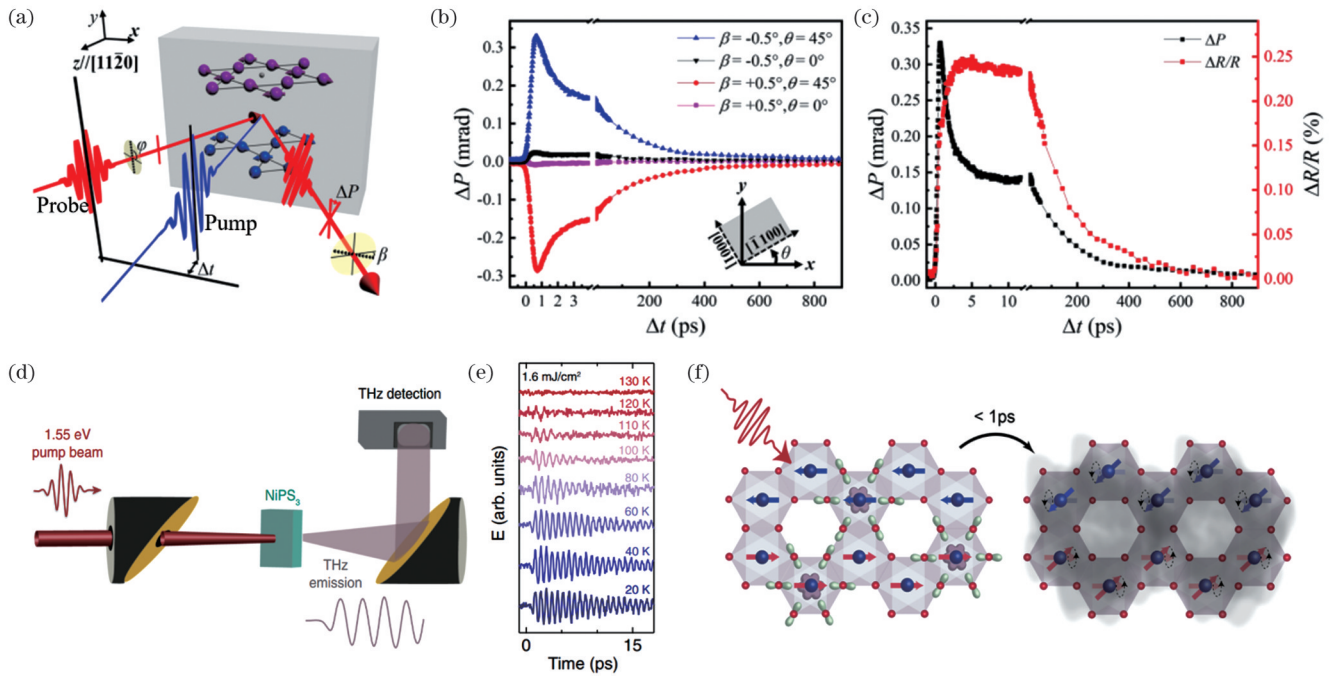 (a)
y
x
z//[112̄0]
φ
Probe
Pump
Δt
ΔP
β
(b)
ΔP (mrad)
0.3
0.2
0.1
0.0
-0.1
-0.2
-0.3
β = -0.5°, θ = 45°
β = -0.5°, θ = 0°
β = +0.5°, θ = 45°
β = +0.5°, θ = 0°
y
[0001]
[1̄100]
θ
x
0 1 2 3 200 400 600 800
Δt (ps)
(c)
ΔP (mrad)
0.35
0.30
0.25
0.20
0.15
0.10
0.05
0.00
ΔP
ΔR/R
0.25
0.20
0.15
0.10
0.05
0.00
ΔR/R (%)
0 5 10 200 400 600 800
Δt (ps)
(d)
1.55 eV
pump beam
NiPS₃
THz
emission
THz detection
(e)
1.6 mJ/cm²
130 K
120 K
110 K
100 K
80 K
60 K
40 K
20 K
E (arb. units)
0 15
Time (ps)
(f)
< 1ps